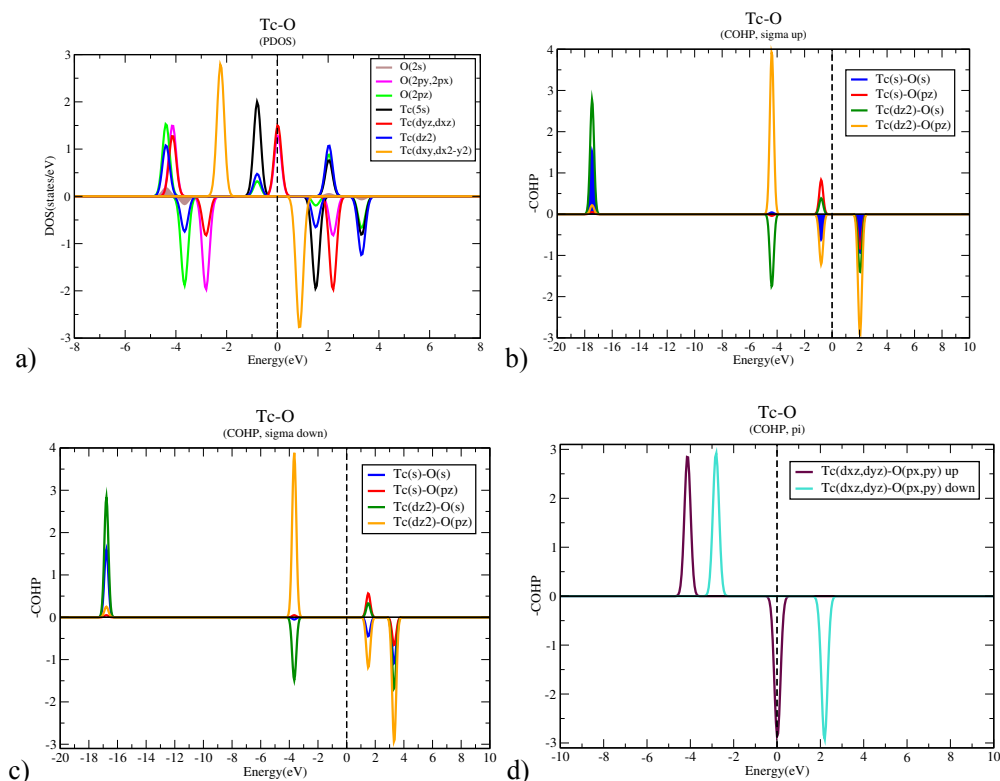 Tc-O
(PDOS)
O(2s)
O(2py,2px)
O(2pz)
Tc(5s)
Tc(dyz,dxz)
Tc(dz2)
Tc(dxy,dx2-y2)
DOS(states/eV)
3
2
1
0
-1
-2
-3
-8 -6 -4 -2 0 2 4 6 8
Energy(eV)
a)
Tc-O
(COHP, sigma up)
Tc(s)-O(s)
Tc(s)-O(pz)
Tc(dz2)-O(s)
Tc(dz2)-O(pz)
-COHP
4
3
2
1
0
-1
-2
-3
-20 -18 -16 -14 -12 -10 -8 -6 -4 -2 0 2 4 6 8 10
Energy(eV)
b)
Tc-O
(COHP, sigma down)
Tc(s)-O(s)
Tc(s)-O(pz)
Tc(dz2)-O(s)
Tc(dz2)-O(pz)
-COHP
4
3
2
1
0
-1
-2
-3
-20 -18 -16 -14 -12 -10 -8 -6 -4 -2 0 2 4 6 8 10
Energy(eV)
c)
Tc-O
(COHP, pi)
Tc(dxz,dyz)-O(px,py) up
Tc(dxz,dyz)-O(px,py) down
-COHP
3
2
1
0
-1
-2
-3
-10 -8 -6 -4 -2 0 2 4 6 8 10
Energy(eV)
d)